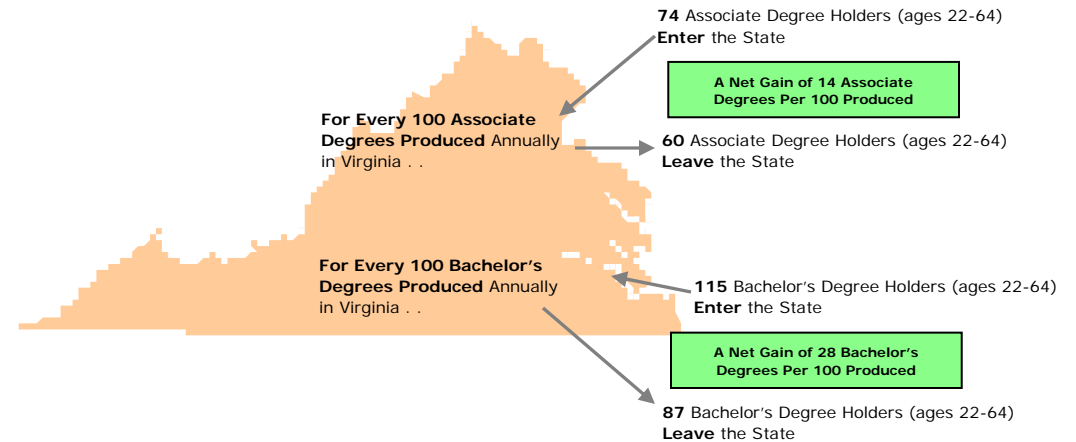 74 Associate Degree Holders (ages 22-64)
Enter the State
A Net Gain of 14 Associate
Degrees Per 100 Produced
For Every 100 Associate
Degrees Produced Annually
in Virginia . .
60 Associate Degree Holders (ages 22-64)
Leave the State
For Every 100 Bachelor's
Degrees Produced Annually
in Virginia . .
115 Bachelor's Degree Holders (ages 22-64)
Enter the State
A Net Gain of 28 Bachelor's
Degrees Per 100 Produced
87 Bachelor's Degree Holders (ages 22-64)
Leave the State